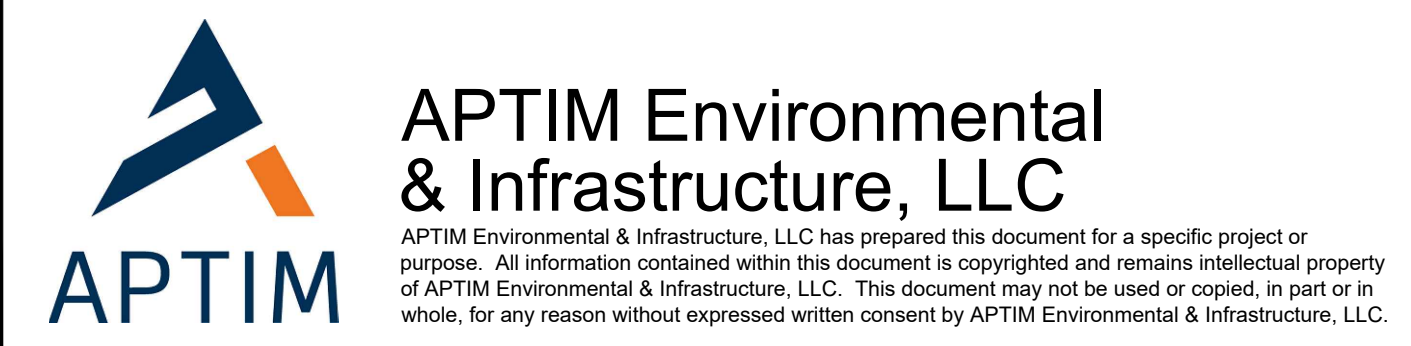 APTIM
APTIM Environmental
& Infrastructure, LLC
APTIM Environmental & Infrastructure, LLC has prepared this document for a specific project or
purpose.  All information contained within this document is copyrighted and remains intellectual property
of APTIM Environmental & Infrastructure, LLC.  This document may not be used or copied, in part or in
whole, for any reason without expressed written consent by APTIM Environmental & Infrastructure, LLC.